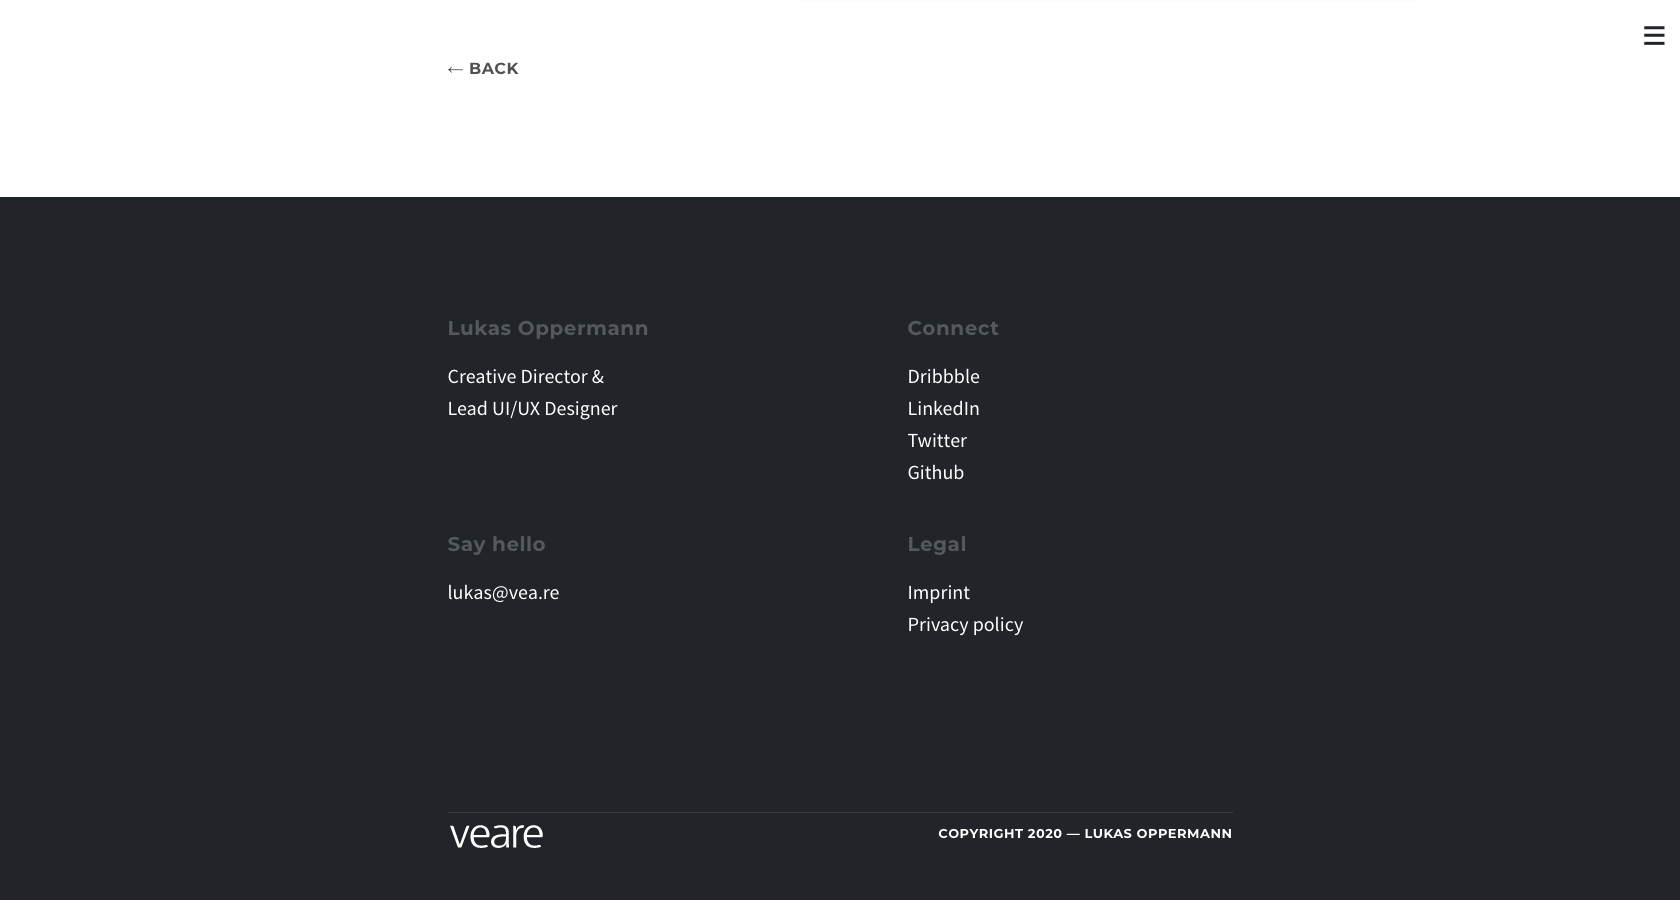 ← BACK
Lukas Oppermann
Creative Director &
Lead UI/UX Designer
Connect
Dribbble
LinkedIn
Twitter
Github
Say hello
lukas@vea.re
Legal
Imprint
Privacy policy
veare
COPYRIGHT 2020 — LUKAS OPPERMANN